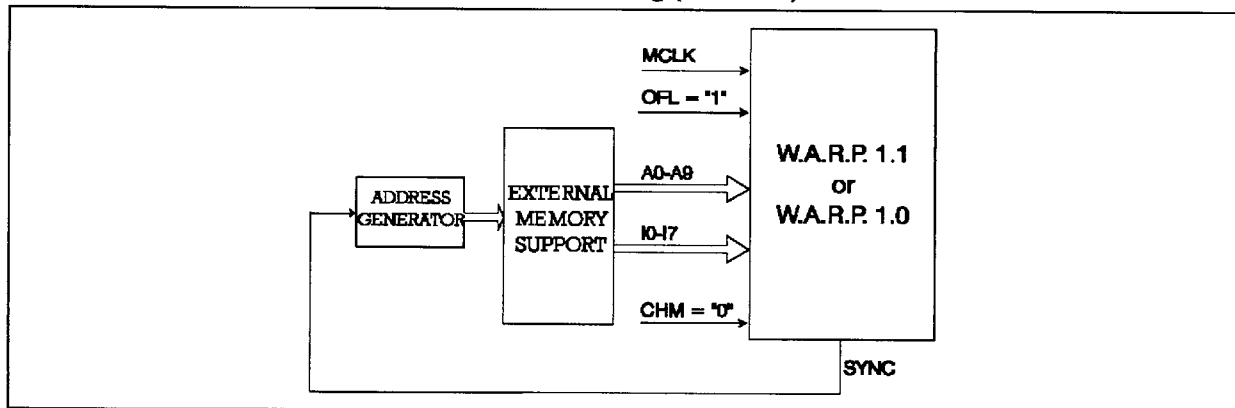 MCLK
OFL = "1"
W.A.R.P. 1.1
or
W.A.R.P. 1.0
A0-A9
ADDRESS
GENERATOR
EXTERNAL
MEMORY
SUPPORT
I0-I7
CHM = "0"
SYNC